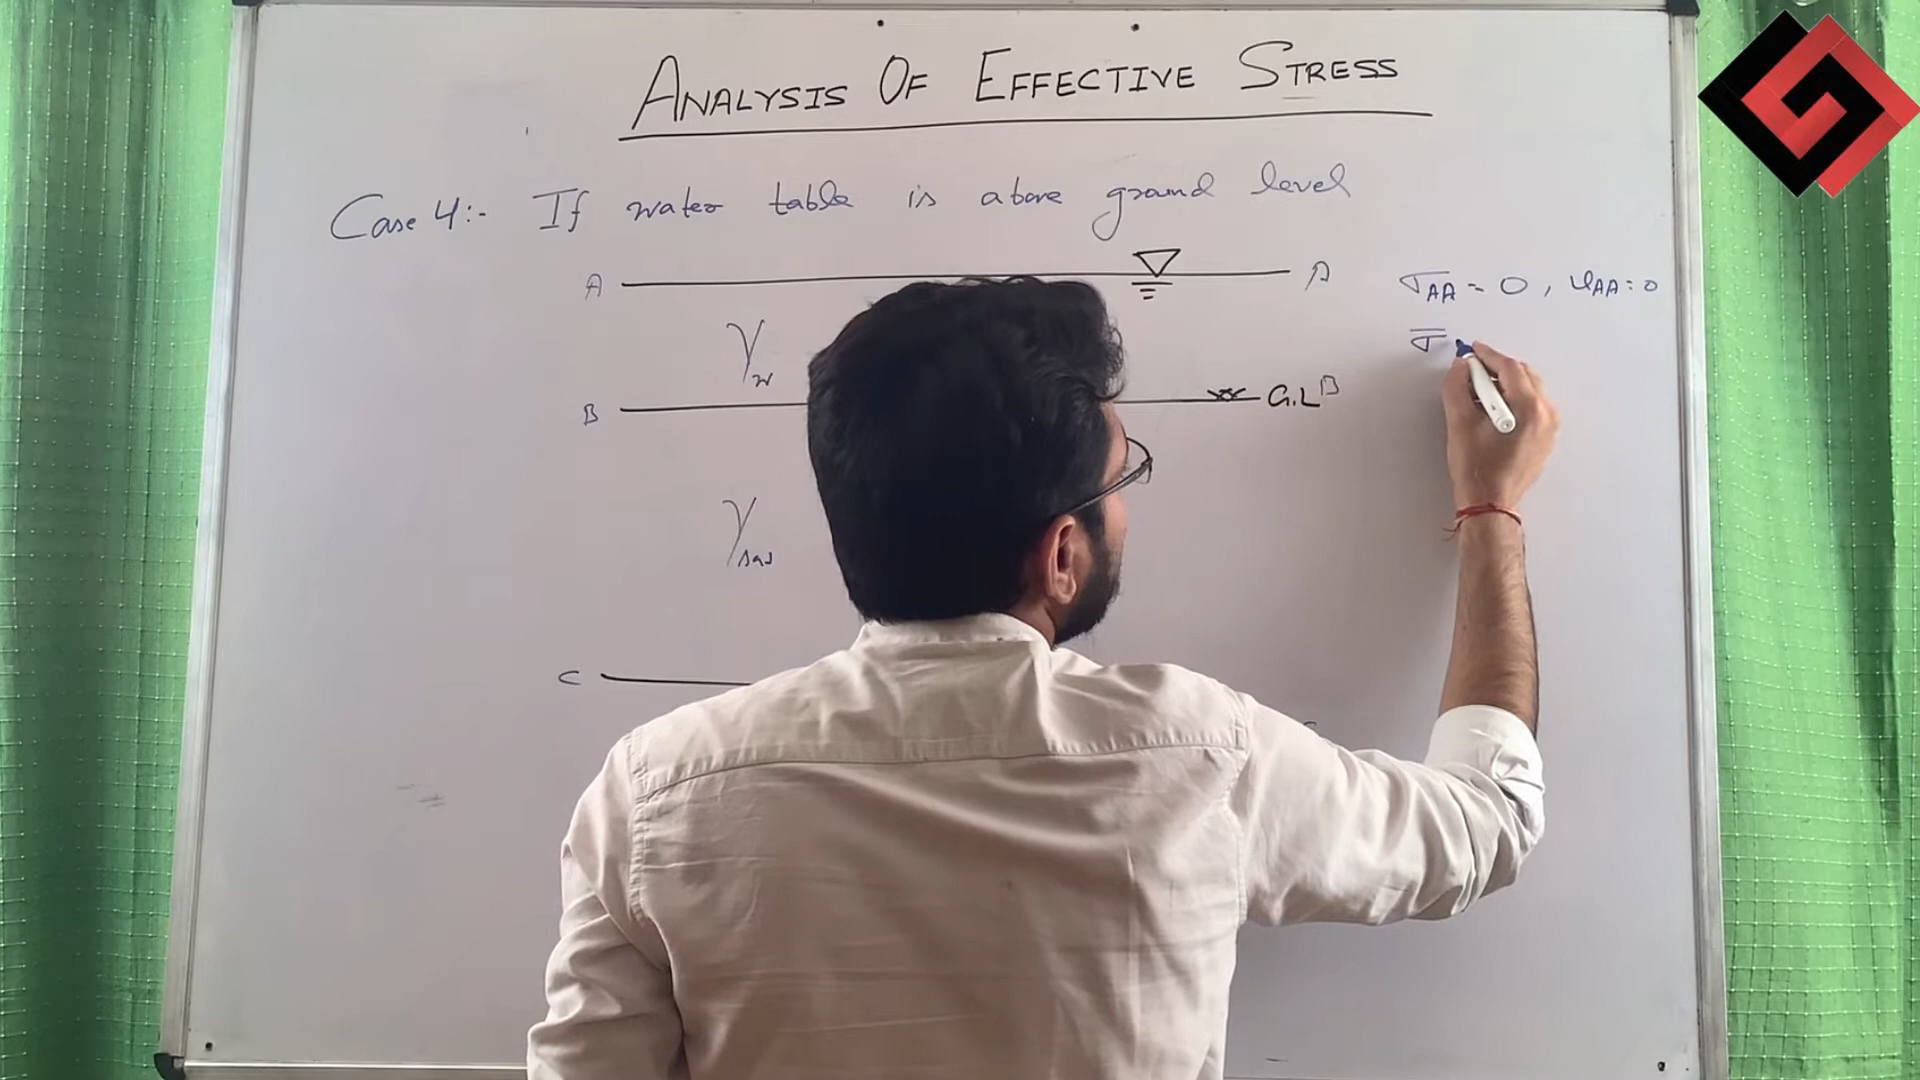 ANALYSIS OF EFFECTIVE STRESS
Case 4:- If water table is above ground level
A A
σAA = 0, uAA = 0
γw
σ̄
B G.L B
γsat
C